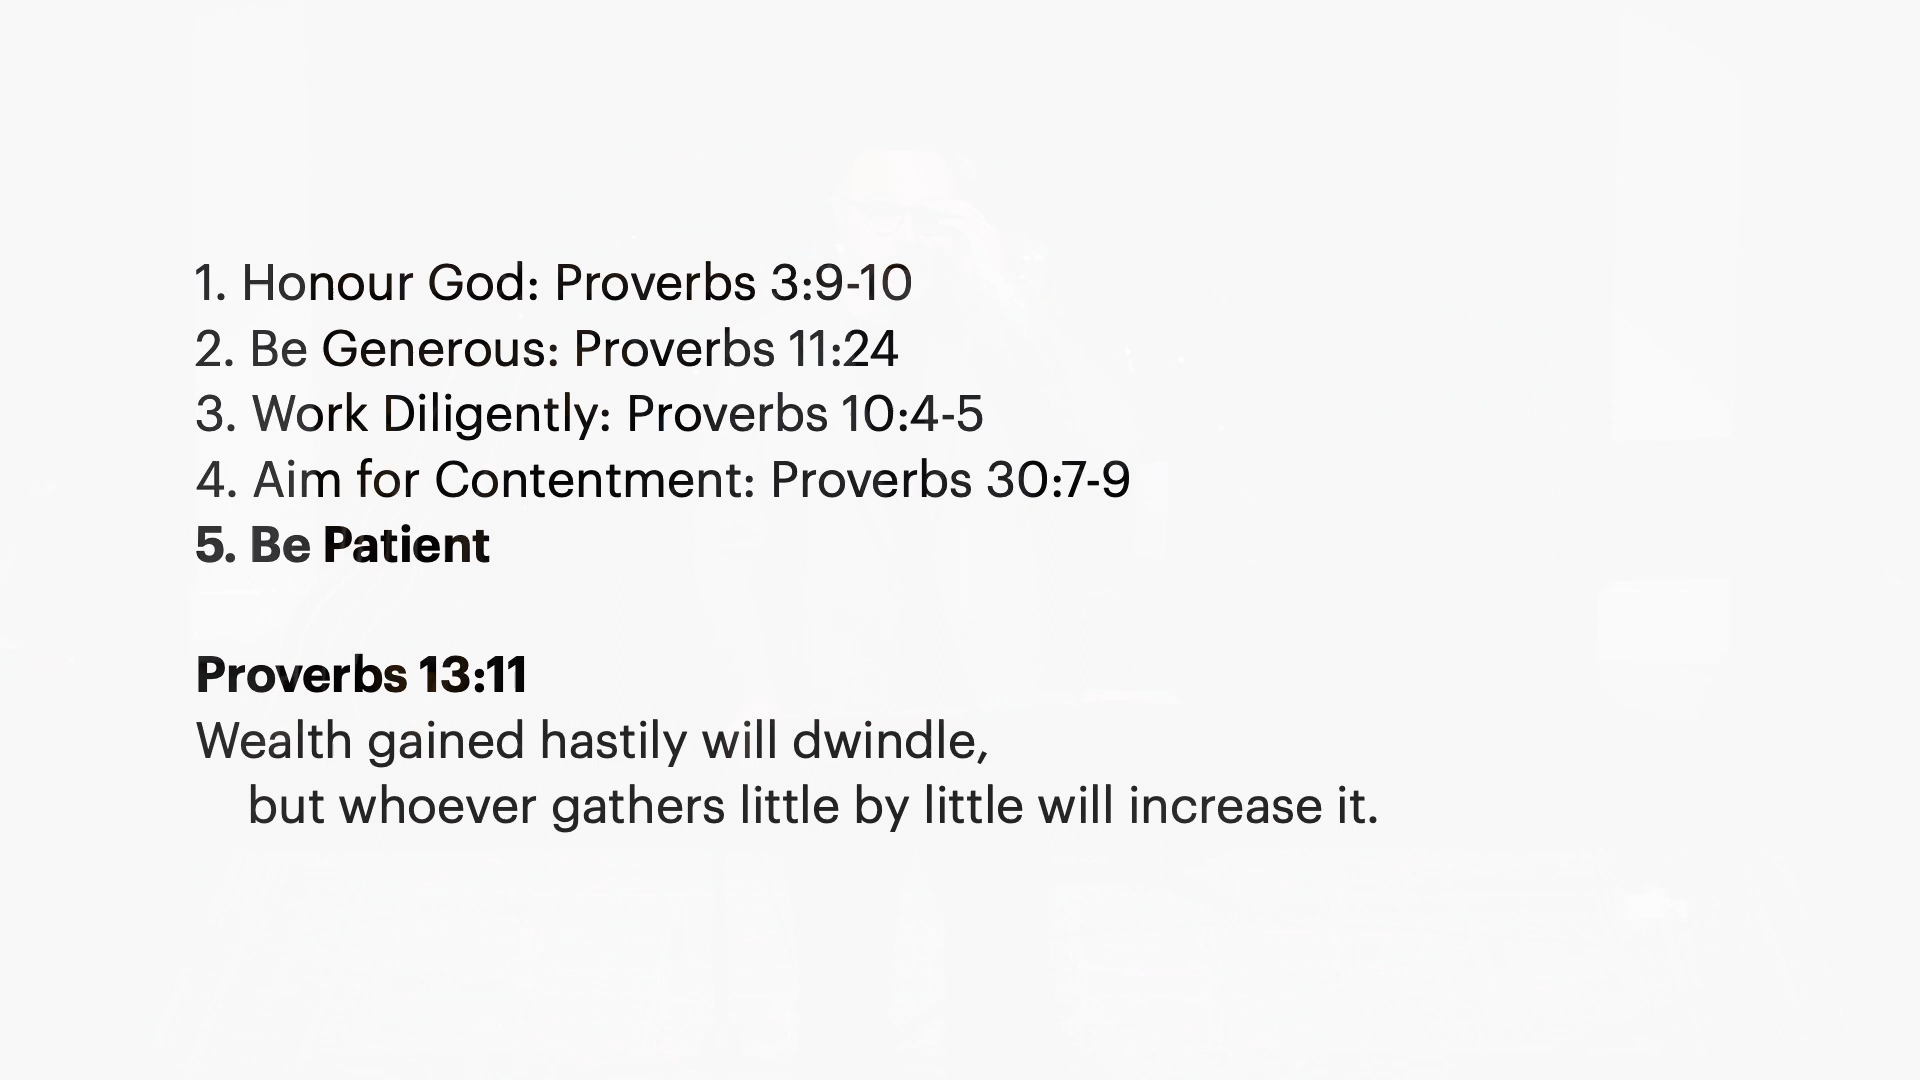 1. Honour God: Proverbs 3:9-10
2. Be Generous: Proverbs 11:24
3. Work Diligently: Proverbs 10:4-5
4. Aim for Contentment: Proverbs 30:7-9
5. Be Patient
Proverbs 13:11
Wealth gained hastily will dwindle,
but whoever gathers little by little will increase it.